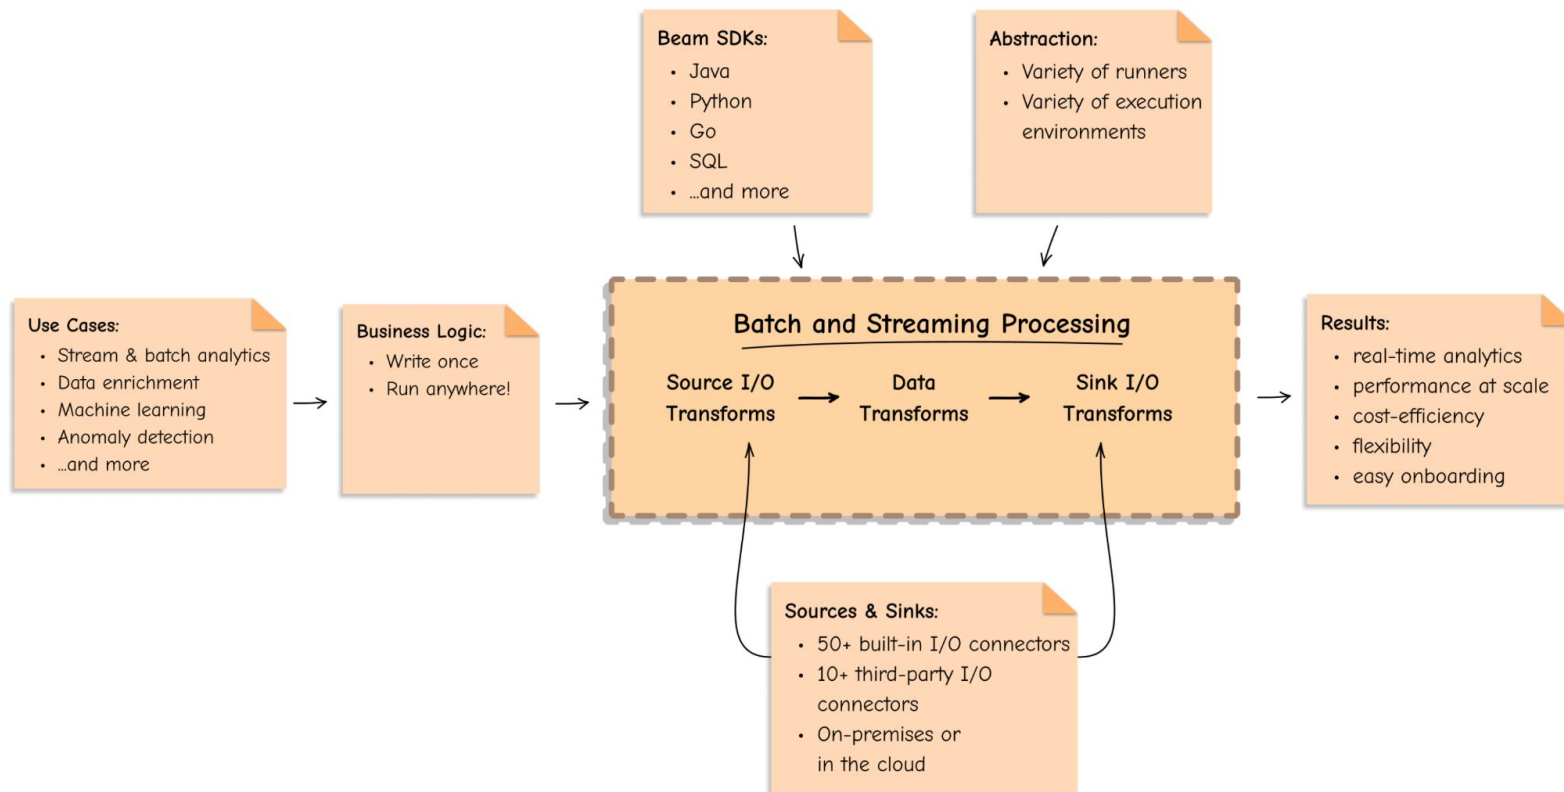 Beam SDKs:
• Java
• Python
• Go
• SQL
• ...and more
Abstraction:
• Variety of runners
• Variety of execution
environments
Use Cases:
• Stream & batch analytics
• Data enrichment
• Machine learning
• Anomaly detection
• ...and more
Business Logic:
• Write once
• Run anywhere!
Batch and Streaming Processing
Source I/O
Transforms
Data
Transforms
Sink I/O
Transforms
Results:
• real-time analytics
• performance at scale
• cost-efficiency
• flexibility
• easy onboarding
Sources & Sinks:
• 50+ built-in I/O connectors
• 10+ third-party I/O
connectors
• On-premises or
in the cloud